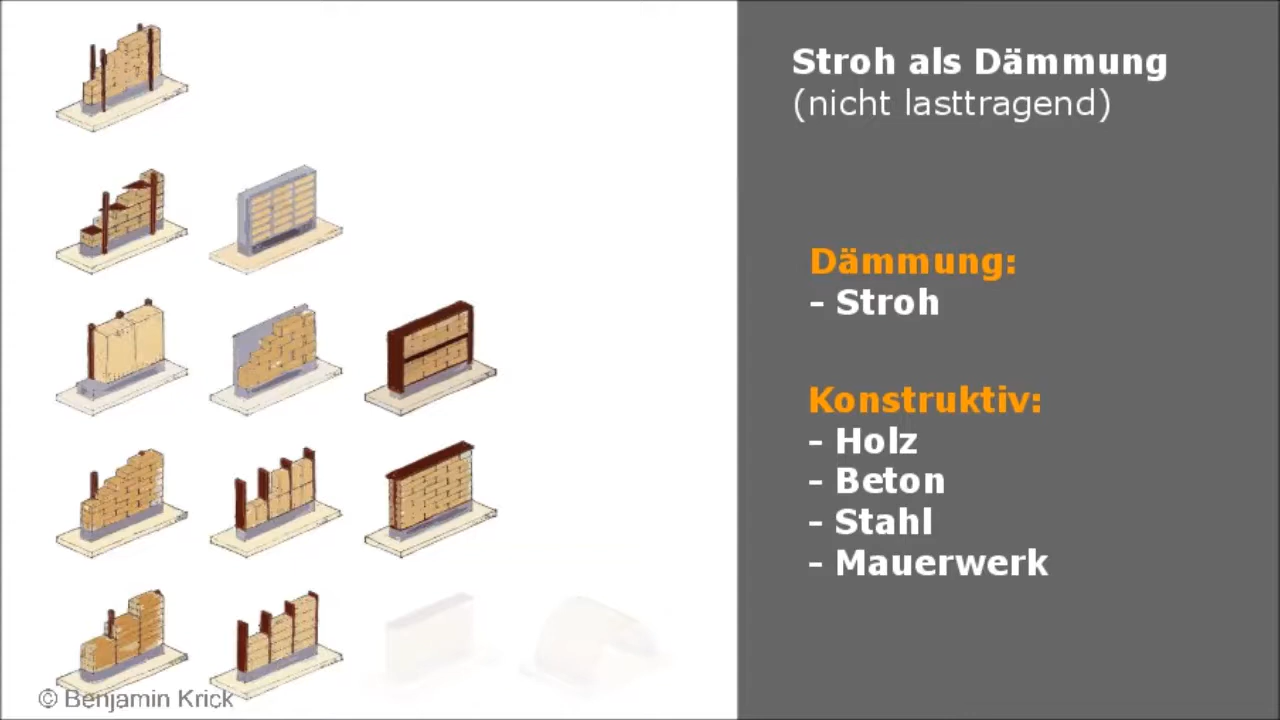 Stroh als Dämmung
(nicht lasttragend)
Dämmung:
- Stroh
Konstruktiv:
- Holz
- Beton
- Stahl
- Mauerwerk
© Benjamin Krick